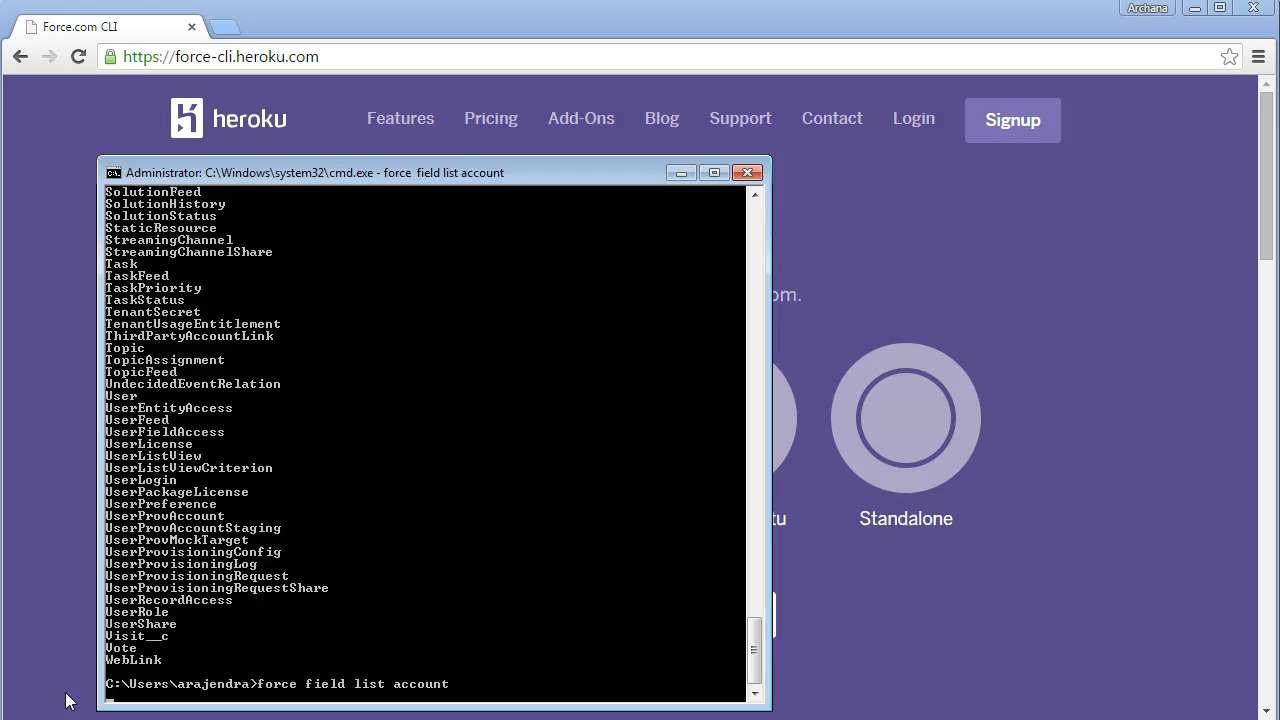 Archana
Force.com CLI
https://force-cli.heroku.com
heroku Features Pricing Add-Ons Blog Support Contact Login Signup
Administrator: C:\Windows\system32\cmd.exe - force field list account
SolutionFeed
SolutionHistory
SolutionStatus
StaticResource
StreamingChannel
StreamingChannelShare
Task
TaskFeed
TaskPriority
TaskStatus
TenantSecret
TenantUsageEntitlement
ThirdPartyAccountLink
Topic
TopicAssignment
TopicFeed
UndecidedEventRelation
User
UserEntityAccess
UserFeed
UserFieldAccess
UserLicense
UserListView
UserListViewCriterion
UserLogin
UserPackageLicense
UserPreference
UserProvAccount
UserProvAccountStaging
UserProvMockTarget
UserProvisioningConfig
UserProvisioningLog
UserProvisioningRequest
UserProvisioningRequestShare
UserRecordAccess
UserRole
UserShare
Visit__c
Vote
WebLink
C:\Users\arajendra>force field list account
om.
tu
Standalone